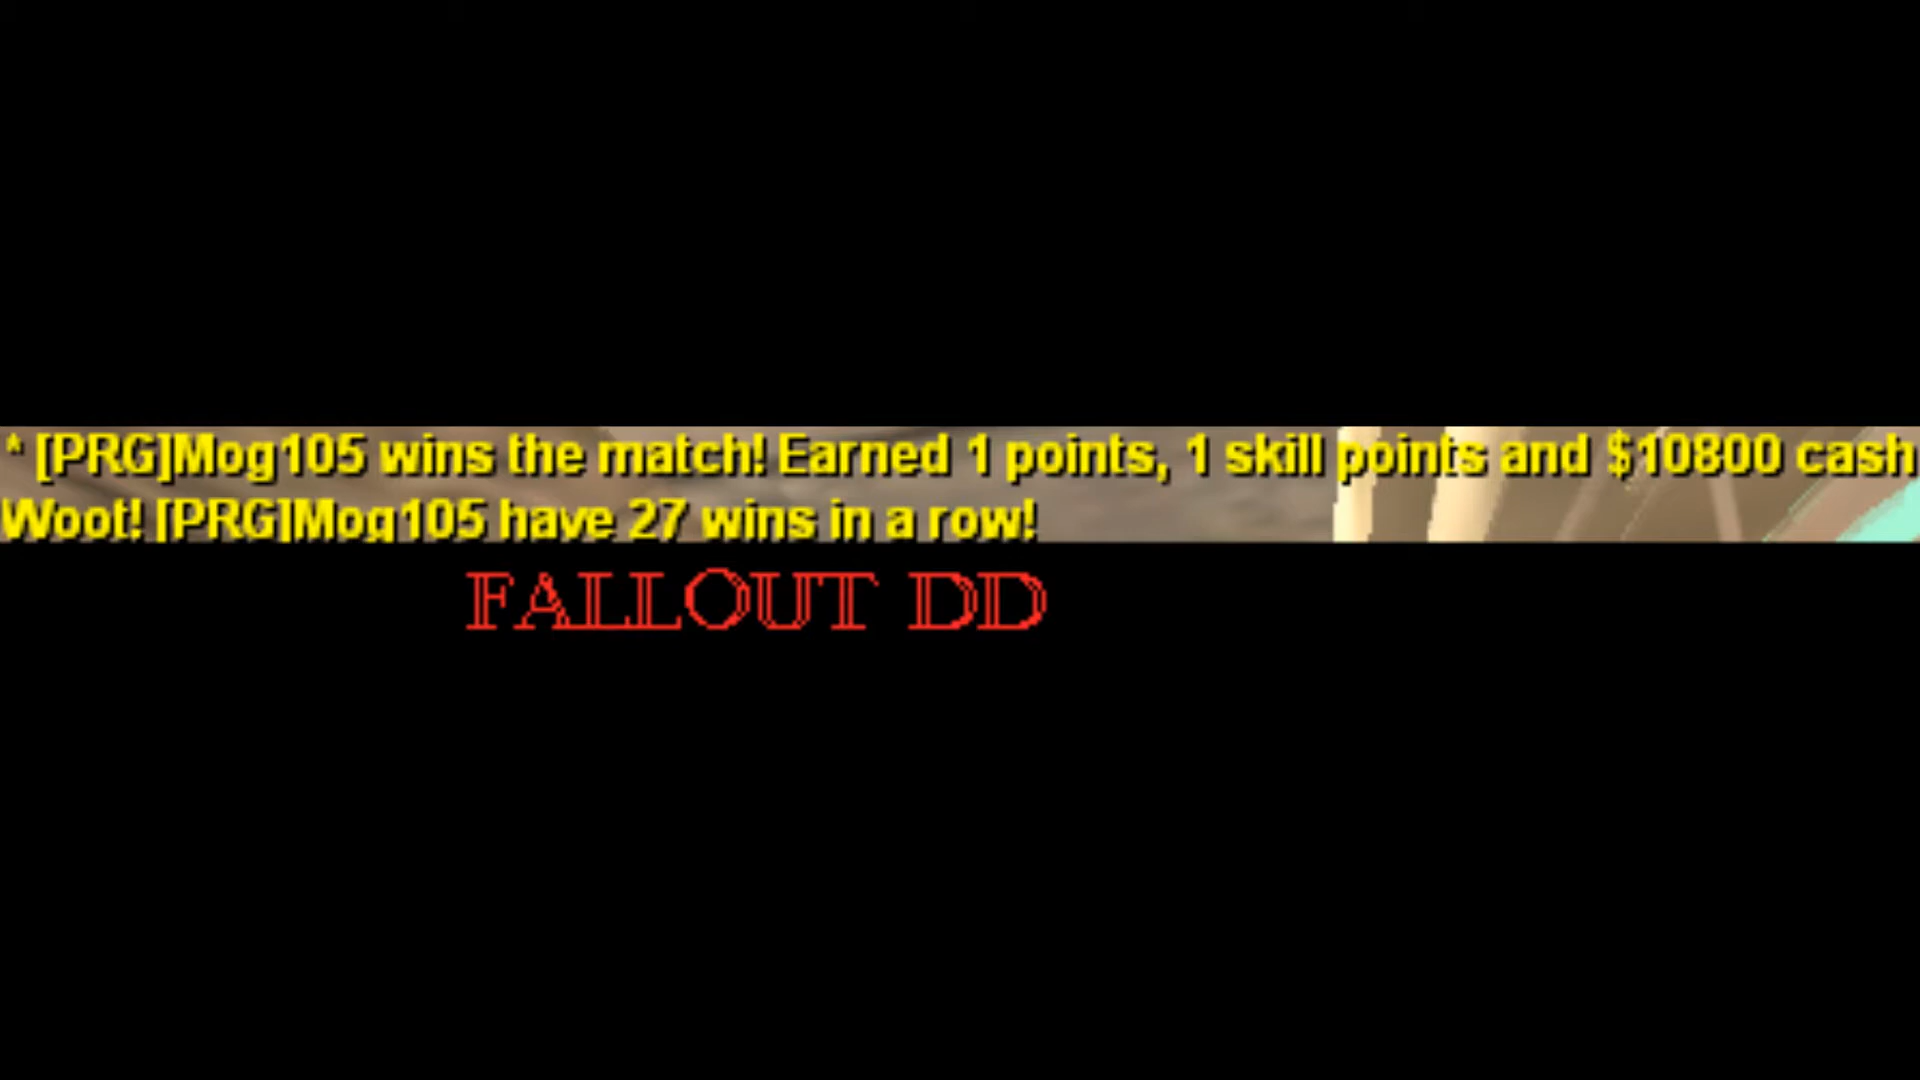 * [PRG]Mog105 wins the match! Earned 1 points, 1 skill points and $10800 cash
Woot! [PRG]Mog105 have 27 wins in a row!
FALLOUT DD